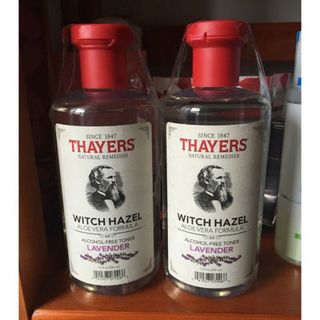 SINCE 1847
THAYERS
NATURAL REMEDIES
WITCH HAZEL
ALOE VERA FORMULA
ALCOHOL-FREE TONER
LAVENDER
SINCE 1847
THAYERS
NATURAL REMEDIES
WITCH HAZEL
ALOE VERA FORMULA
ALCOHOL-FREE TONER
LAVENDER